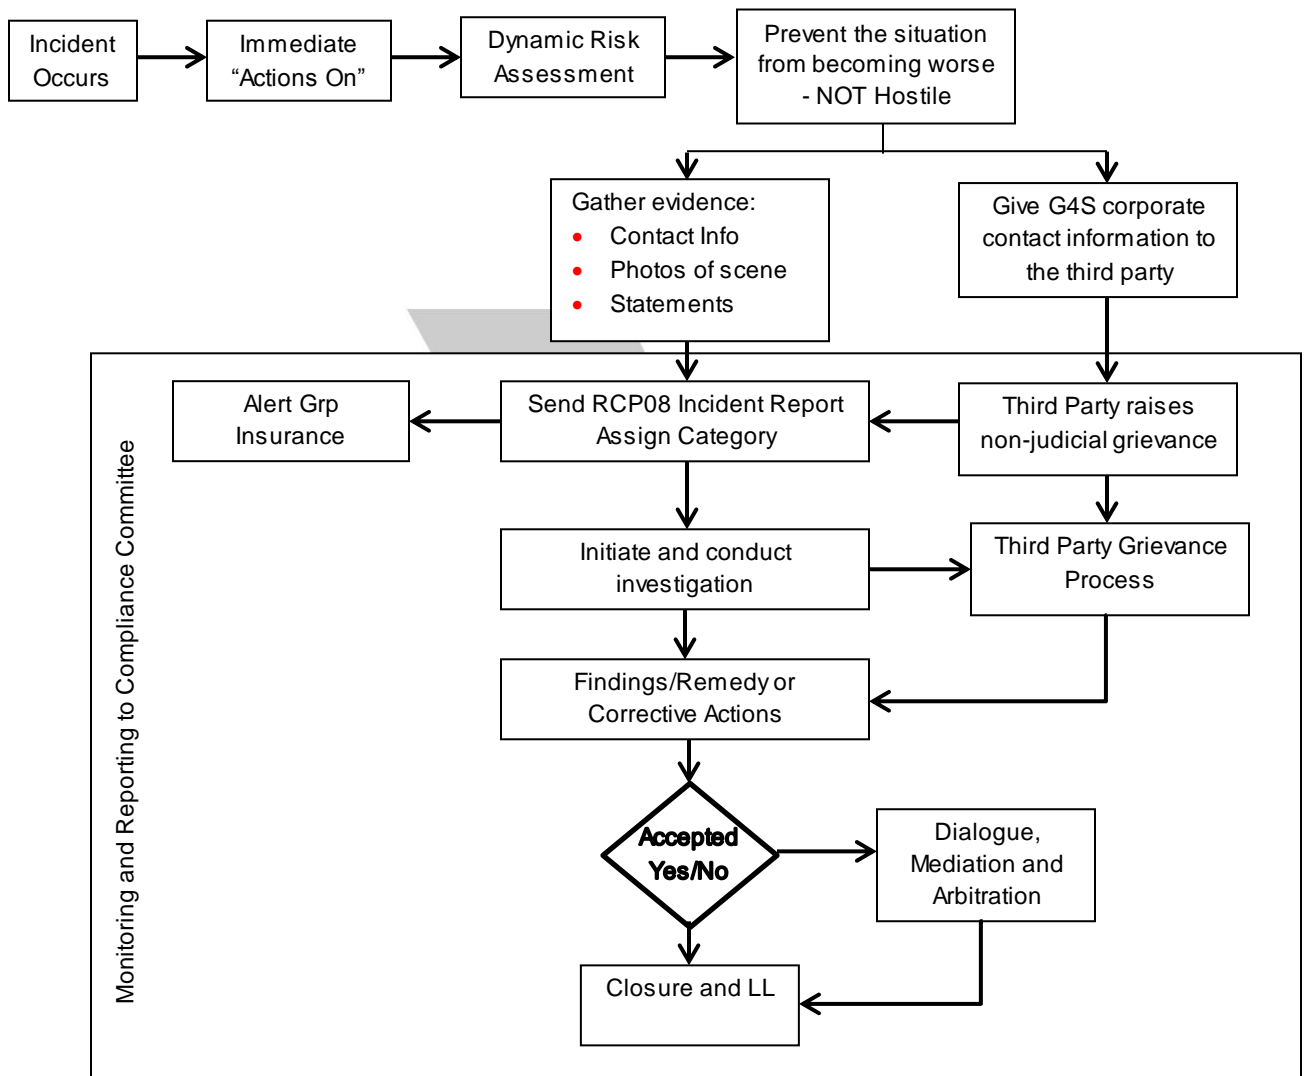 Incident
Occurs
Immediate
“Actions On”
Dynamic Risk
Assessment
Prevent the situation
from becoming worse
- NOT Hostile
Gather evidence:
• Contact Info
• Photos of scene
• Statements
Give G4S corporate
contact information to
the third party
Monitoring and Reporting to Compliance Committee
Alert Grp
Insurance
Send RCP08 Incident Report
Assign Category
Third Party raises
non-judicial grievance
Initiate and conduct
investigation
Third Party Grievance
Process
Findings/Remedy or
Corrective Actions
Accepted
Yes/No
Dialogue,
Mediation and
Arbitration
Closure and LL